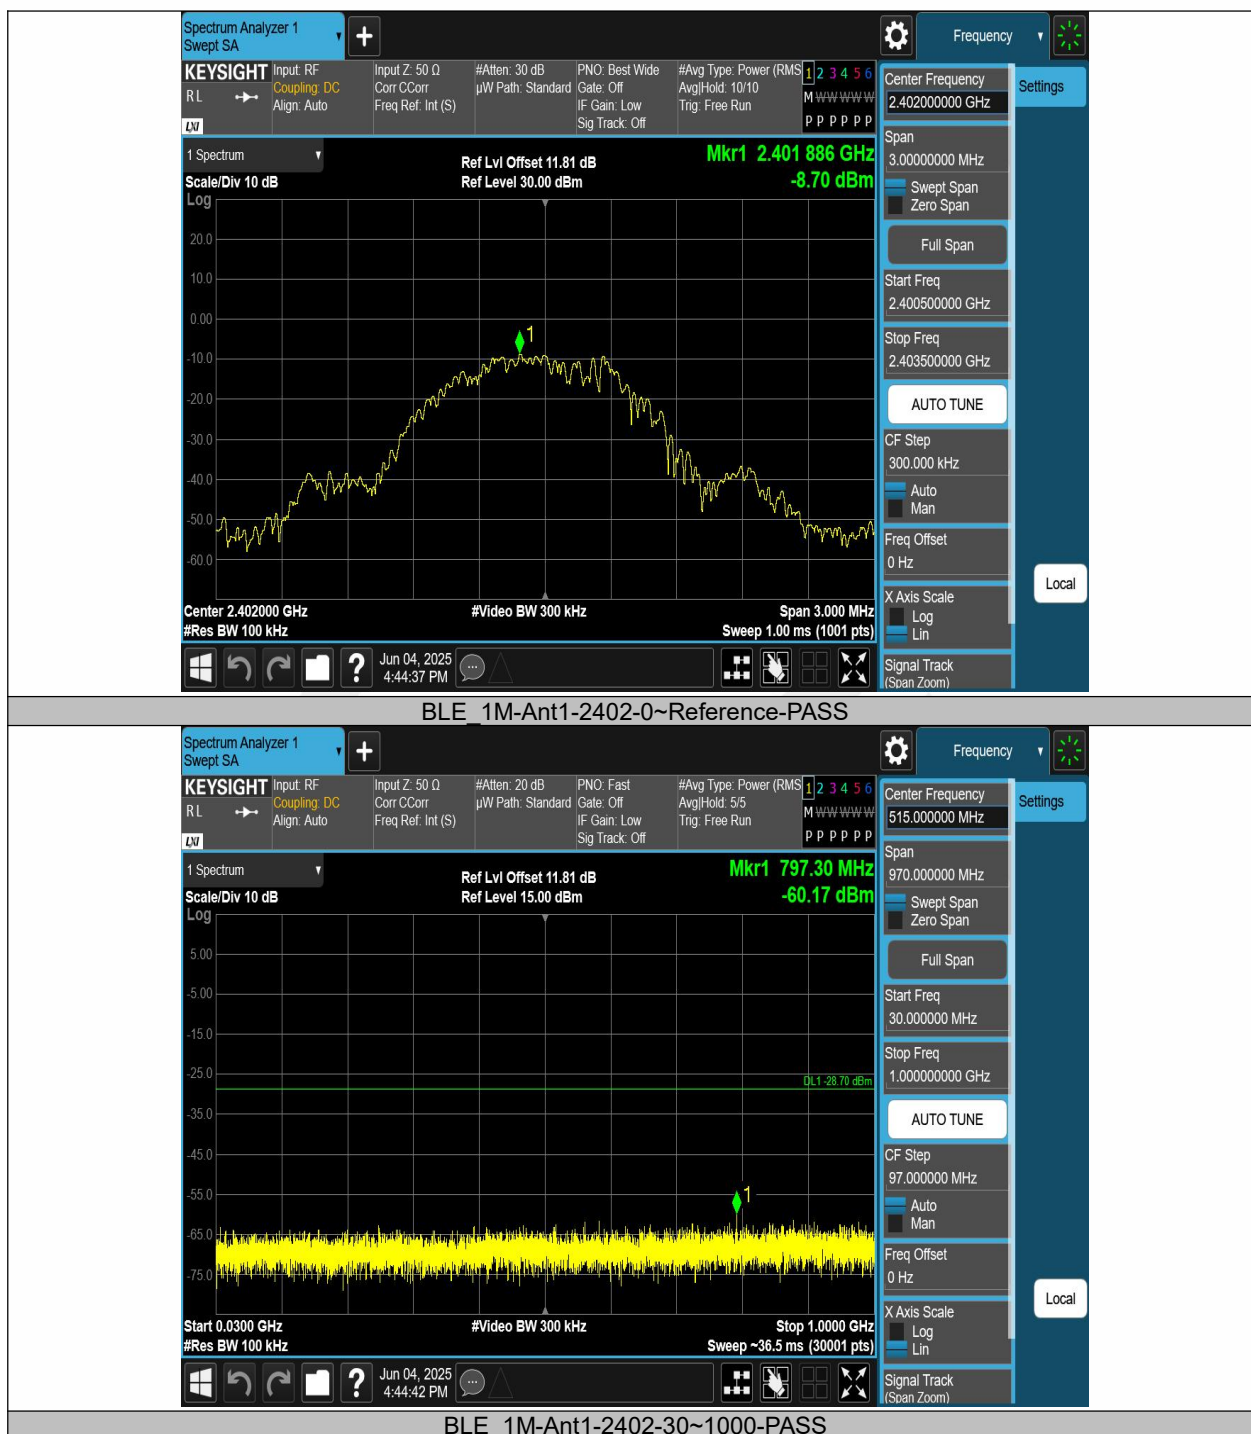 Spectrum Analyzer 1
Swept SA
+
Frequency
KEYSIGHT
RL
LXI
Input: RF
Coupling: DC
Align: Auto
Input Z: 50 Ω
Corr CCorr
Freq Ref: Int (S)
#Atten: 30 dB
µW Path: Standard
PNO: Best Wide
Gate: Off
IF Gain: Low
Sig Track: Off
#Avg Type: Power (RMS
Avg|Hold: 10/10
Trig: Free Run
1 2 3 4 5 6
M W W W W W
P P P P P P
Center Frequency
2.402000000 GHz
Settings
1 Spectrum
Scale/Div 10 dB
Log
Ref Lvl Offset 11.81 dB
Ref Level 30.00 dBm
Mkr1 2.401 886 GHz
-8.70 dBm
Span
3.00000000 MHz
Swept Span
Zero Span
Full Span
Start Freq
2.400500000 GHz
Stop Freq
2.403500000 GHz
AUTO TUNE
CF Step
300.000 kHz
Auto
Man
Freq Offset
0 Hz
X Axis Scale
Log
Lin
Signal Track
(Span Zoom)
Local
20.0
10.0
0.00
-10.0
-20.0
-30.0
-40.0
-50.0
-60.0
1
Center 2.402000 GHz
#Res BW 100 kHz
#Video BW 300 kHz
Span 3.000 MHz
Sweep 1.00 ms (1001 pts)
?
Jun 04, 2025
4:44:37 PM
BLE_1M-Ant1-2402-0~Reference-PASS
Spectrum Analyzer 1
Swept SA
+
Frequency
KEYSIGHT
RL
LXI
Input: RF
Coupling: DC
Align: Auto
Input Z: 50 Ω
Corr CCorr
Freq Ref: Int (S)
#Atten: 20 dB
µW Path: Standard
PNO: Fast
Gate: Off
IF Gain: Low
Sig Track: Off
#Avg Type: Power (RMS
Avg|Hold: 5/5
Trig: Free Run
1 2 3 4 5 6
M W W W W W
P P P P P P
Center Frequency
515.000000 MHz
Settings
1 Spectrum
Scale/Div 10 dB
Log
Ref Lvl Offset 11.81 dB
Ref Level 15.00 dBm
Mkr1 797.30 MHz
-60.17 dBm
Span
970.000000 MHz
Swept Span
Zero Span
Full Span
Start Freq
30.000000 MHz
Stop Freq
1.000000000 GHz
AUTO TUNE
CF Step
97.000000 MHz
Auto
Man
Freq Offset
0 Hz
X Axis Scale
Log
Lin
Signal Track
(Span Zoom)
Local
5.00
-5.00
-15.0
-25.0
-35.0
-45.0
-55.0
-65.0
-75.0
DL1 -28.70 dBm
1
Start 0.0300 GHz
#Res BW 100 kHz
#Video BW 300 kHz
Stop 1.0000 GHz
Sweep ~36.5 ms (30001 pts)
?
Jun 04, 2025
4:44:42 PM
BLE_1M-Ant1-2402-30~1000-PASS